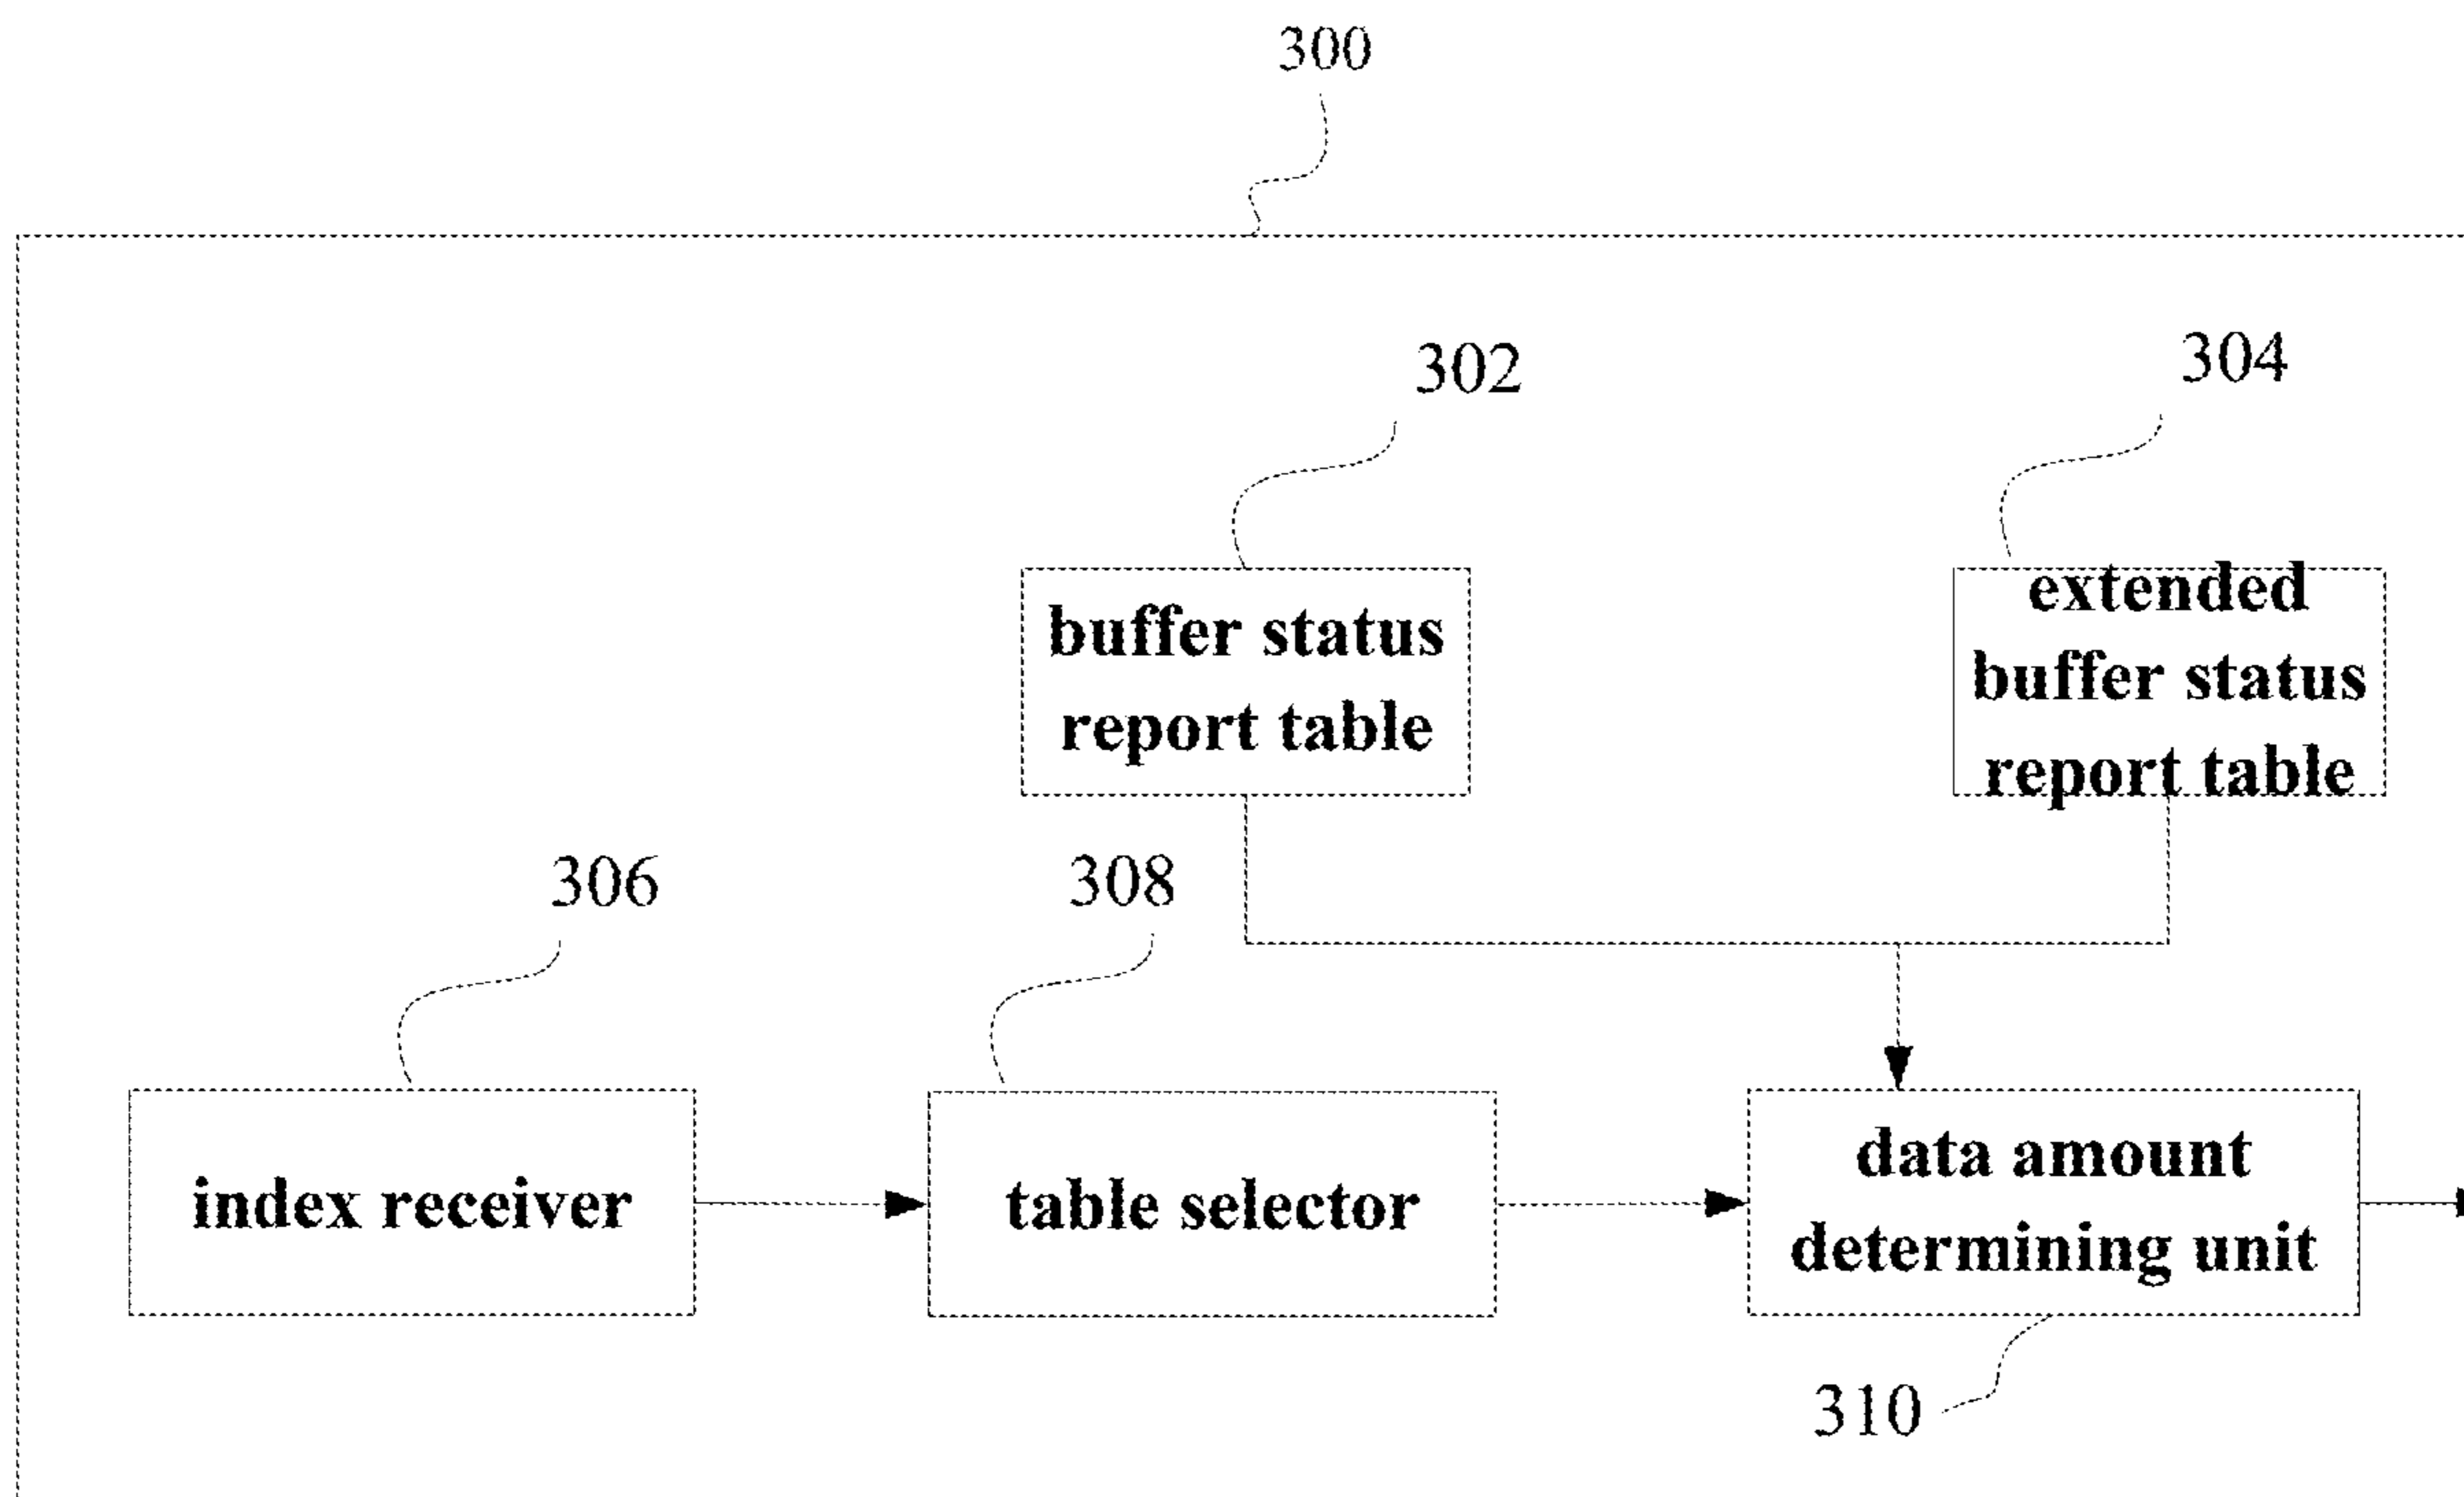 300
302
304
buffer status
report table
extended
buffer status
report table
306
308
index receiver
table selector
data amount
determining unit
310